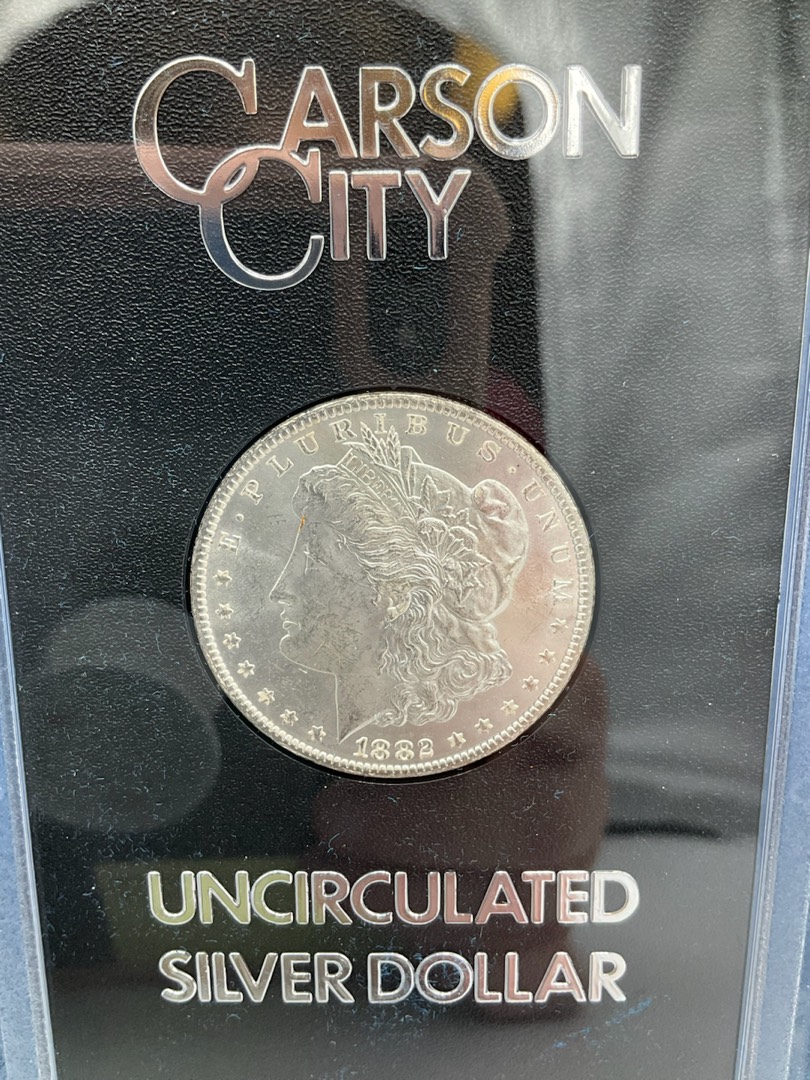 CARSON
CITY
E · PLURIBUS · UNUM
LIBERTY
1882
UNCIRCULATED
SILVER DOLLAR